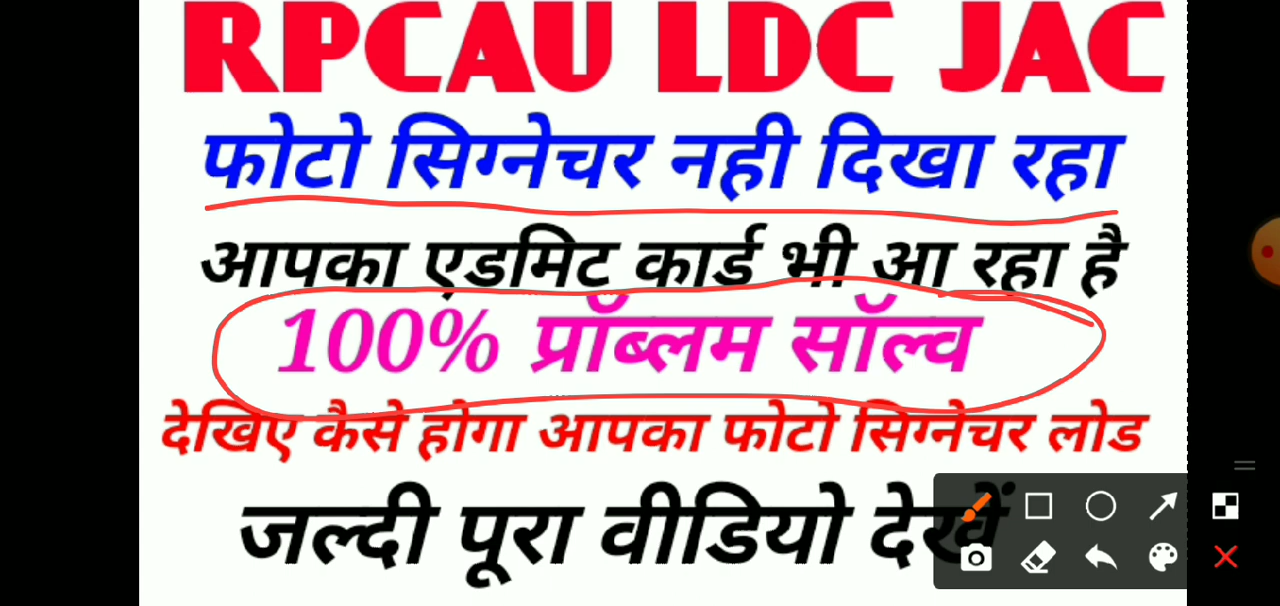 RPCAU LDC JAC
फोटो सिग्नेचर नही दिखा रहा
आपका एडमिट कार्ड भी आ रहा है
100% प्रॉब्लम सॉल्व
देखिए कैसे होगा आपका फोटो सिग्नेचर लोड
जल्दी पूरा वीडियो देखें